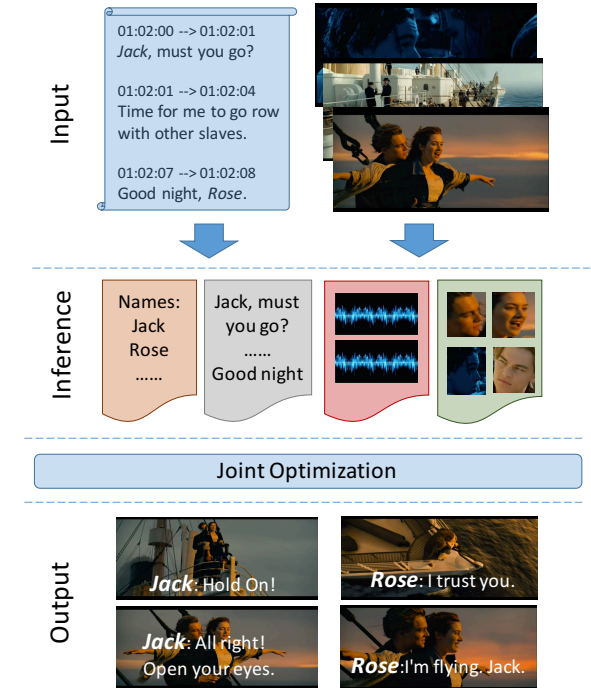 Input
01:02:00 --> 01:02:01
Jack, must you go?
01:02:01 --> 01:02:04
Time for me to go row
with other slaves.
01:02:07 --> 01:02:08
Good night, Rose.
Inference
Names:
Jack
Rose
......
Jack, must
you go?
......
Good night
Joint Optimization
Output
Jack: Hold On!
Rose: I trust you.
Jack: All right!
Open your eyes.
Rose:I'm flying. Jack.